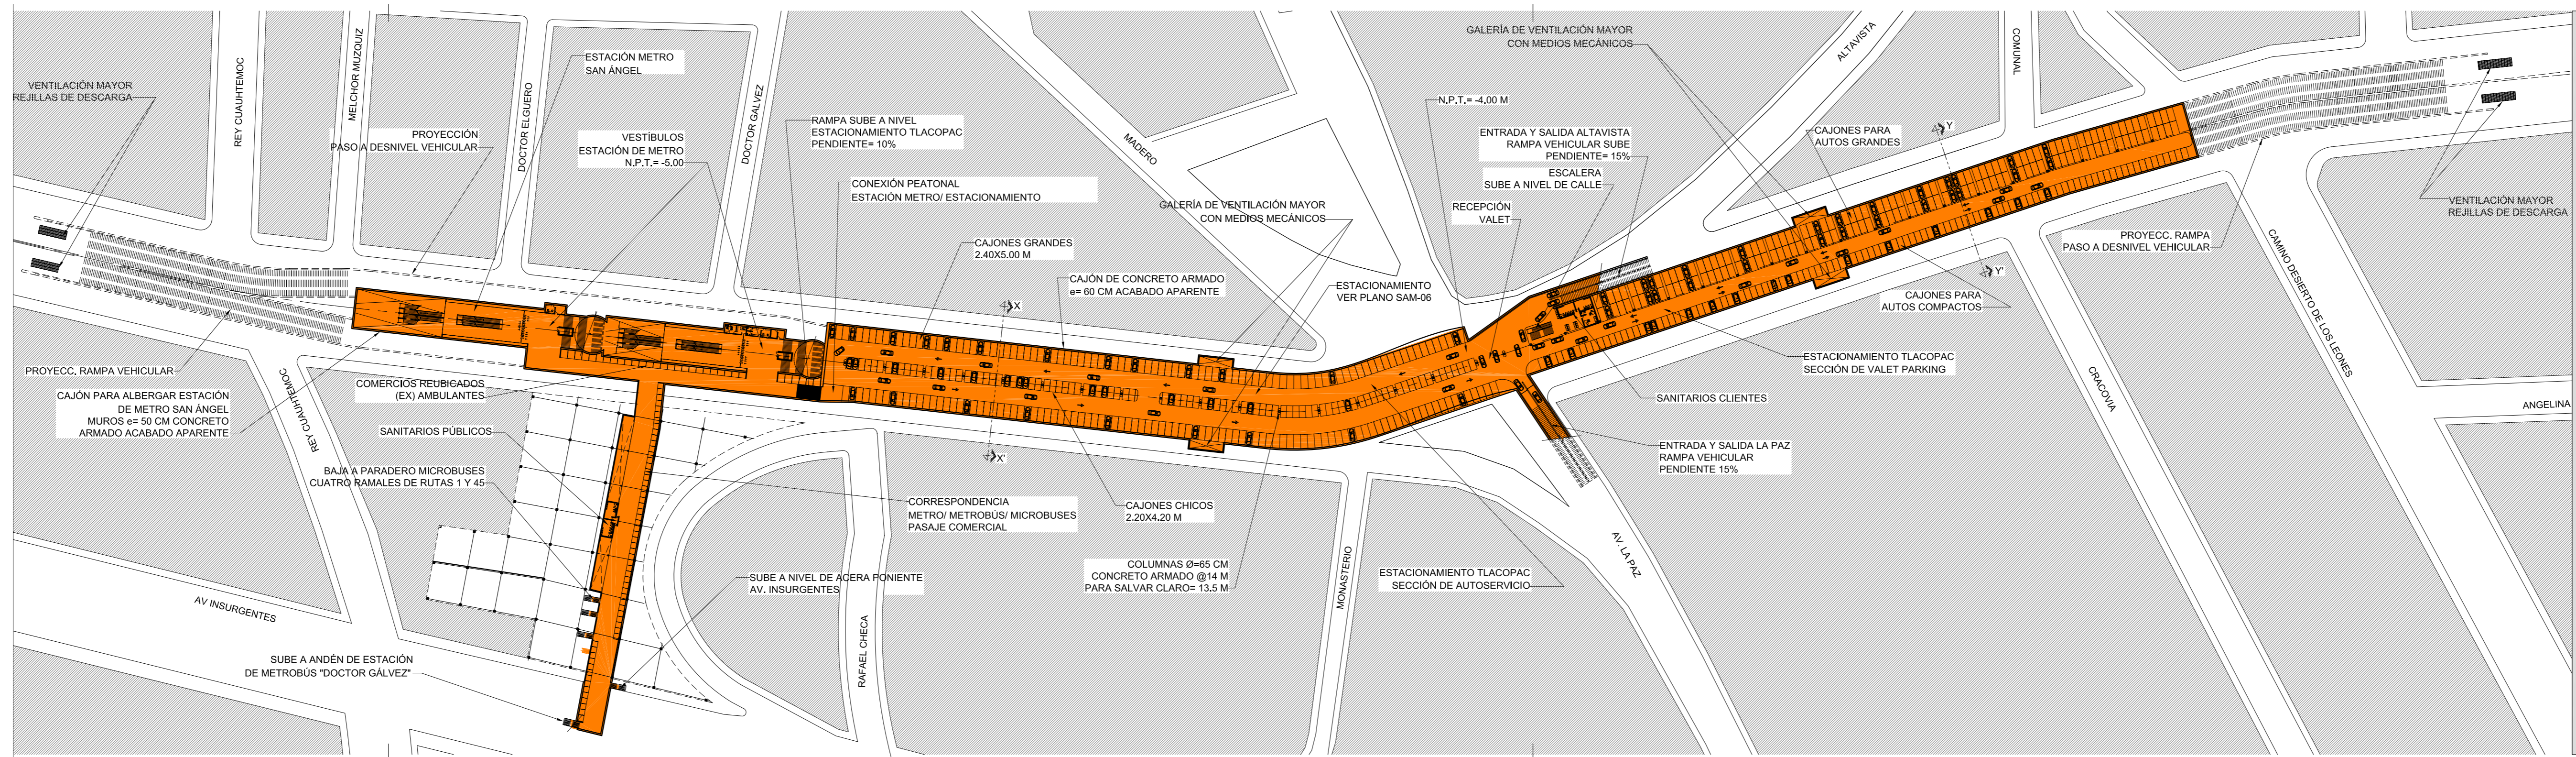 VENTILACIÓN MAYOR
REJILLAS DE DESCARGA
REY CUAUHTEMOC
MELCHOR MUZQUIZ
PROYECCIÓN
PASO A DESNIVEL VEHICULAR
ESTACIÓN METRO
SAN ÁNGEL
DOCTOR ELGUERO
VESTÍBULOS
ESTACIÓN DE METRO
N.P.T.= -5.00
DOCTOR GALVEZ
RAMPA SUBE A NIVEL
ESTACIONAMIENTO TLACOPAC
PENDIENTE= 10%
CONEXIÓN PEATONAL
ESTACIÓN METRO/ ESTACIONAMIENTO
CAJONES GRANDES
2.40X5.00 M
CAJÓN DE CONCRETO ARMADO
e= 60 CM ACABADO APARENTE
X
X'
MADERO
GALERÍA DE VENTILACIÓN MAYOR
CON MEDIOS MECÁNICOS
ESTACIONAMIENTO
VER PLANO SAM-06
GALERÍA DE VENTILACIÓN MAYOR
CON MEDIOS MECÁNICOS
N.P.T.= -4.00 M
ENTRADA Y SALIDA ALTAVISTA
RAMPA VEHICULAR SUBE
PENDIENTE= 15%
ESCALERA
SUBE A NIVEL DE CALLE
RECEPCIÓN
VALET
ALTAVISTA
CAJONES PARA
AUTOS GRANDES
Y
Y'
COMUNAL
VENTILACIÓN MAYOR
REJILLAS DE DESCARGA
PROYECC. RAMPA
PASO A DESNIVEL VEHICULAR
CAMINO DESIERTO DE LOS LEONES
CAJONES PARA
AUTOS COMPACTOS
ESTACIONAMIENTO TLACOPAC
SECCIÓN DE VALET PARKING
CRACOVIA
ANGELINA
SANITARIOS CLIENTES
ENTRADA Y SALIDA LA PAZ
RAMPA VEHICULAR
PENDIENTE 15%
AV. LA PAZ
ESTACIONAMIENTO TLACOPAC
SECCIÓN DE AUTOSERVICIO
MONASTERIO
COLUMNAS Ø=65 CM
CONCRETO ARMADO @14 M
PARA SALVAR CLARO= 13.5 M
CAJONES CHICOS
2.20X4.20 M
CORRESPONDENCIA
METRO/ METROBÚS/ MICROBUSES
PASAJE COMERCIAL
RAFAEL CHECA
SUBE A NIVEL DE ACERA PONIENTE
AV. INSURGENTES
PROYECC. RAMPA VEHICULAR
CAJÓN PARA ALBERGAR ESTACIÓN
DE METRO SAN ÁNGEL
MUROS e= 50 CM CONCRETO
ARMADO ACABADO APARENTE
REY CUAUHTEMOC
COMERCIOS REUBICADOS
(EX) AMBULANTES
SANITARIOS PÚBLICOS
BAJA A PARADERO MICROBUSES
CUATRO RAMALES DE RUTAS 1 Y 45
AV INSURGENTES
SUBE A ANDÉN DE ESTACIÓN
DE METROBÚS "DOCTOR GÁLVEZ"